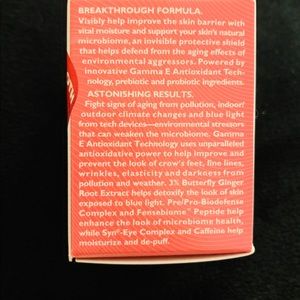 BREAKTHROUGH FORMULA.
Visibly help improve the skin barrier with
vital moisture and support your skin's natural
microbiome, an invisible protective shield
that helps defend from the aging effects of
environmental aggressors. Powered by
innovative Gamma E Antioxidant Tech-
nology, prebiotic and probiotic ingredients.
ASTONISHING RESULTS.
Fight signs of aging from pollution, indoor/
outdoor climate changes and blue light
from tech devices—environmental stressors
that can weaken the microbiome. Gamma
E Antioxidant Technology uses unparalleled
antioxidative power to help improve and
prevent the look of crow's feet, fine lines,
wrinkles, elasticity and darkness from
pollution and weather. 3% Butterfly Ginger
Root Extract helps detoxify the look of skin
exposed to blue light. Pre/Pro-Biodefense
Complex and Fensebiome™ Peptide help
enhance the look of microbiome health,
while Syn®-Eye Complex and Caffeine help
moisturize and de-puff.